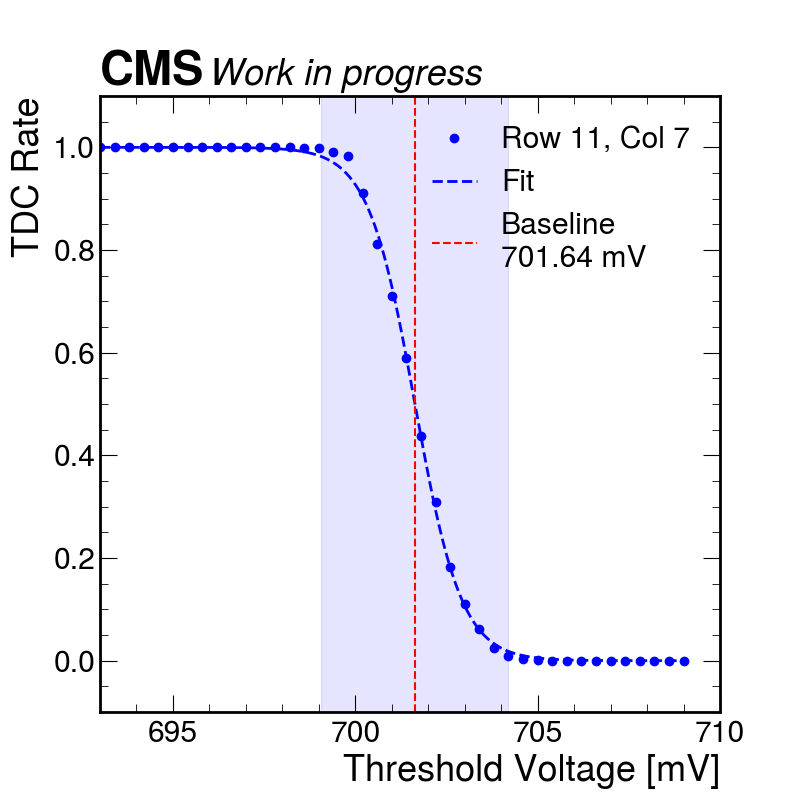 CMS Work in progress
TDC Rate
1.0
0.8
0.6
0.4
0.2
0.0
Row 11, Col 7
Fit
Baseline
701.64 mV
695
700
705
710
Threshold Voltage [mV]